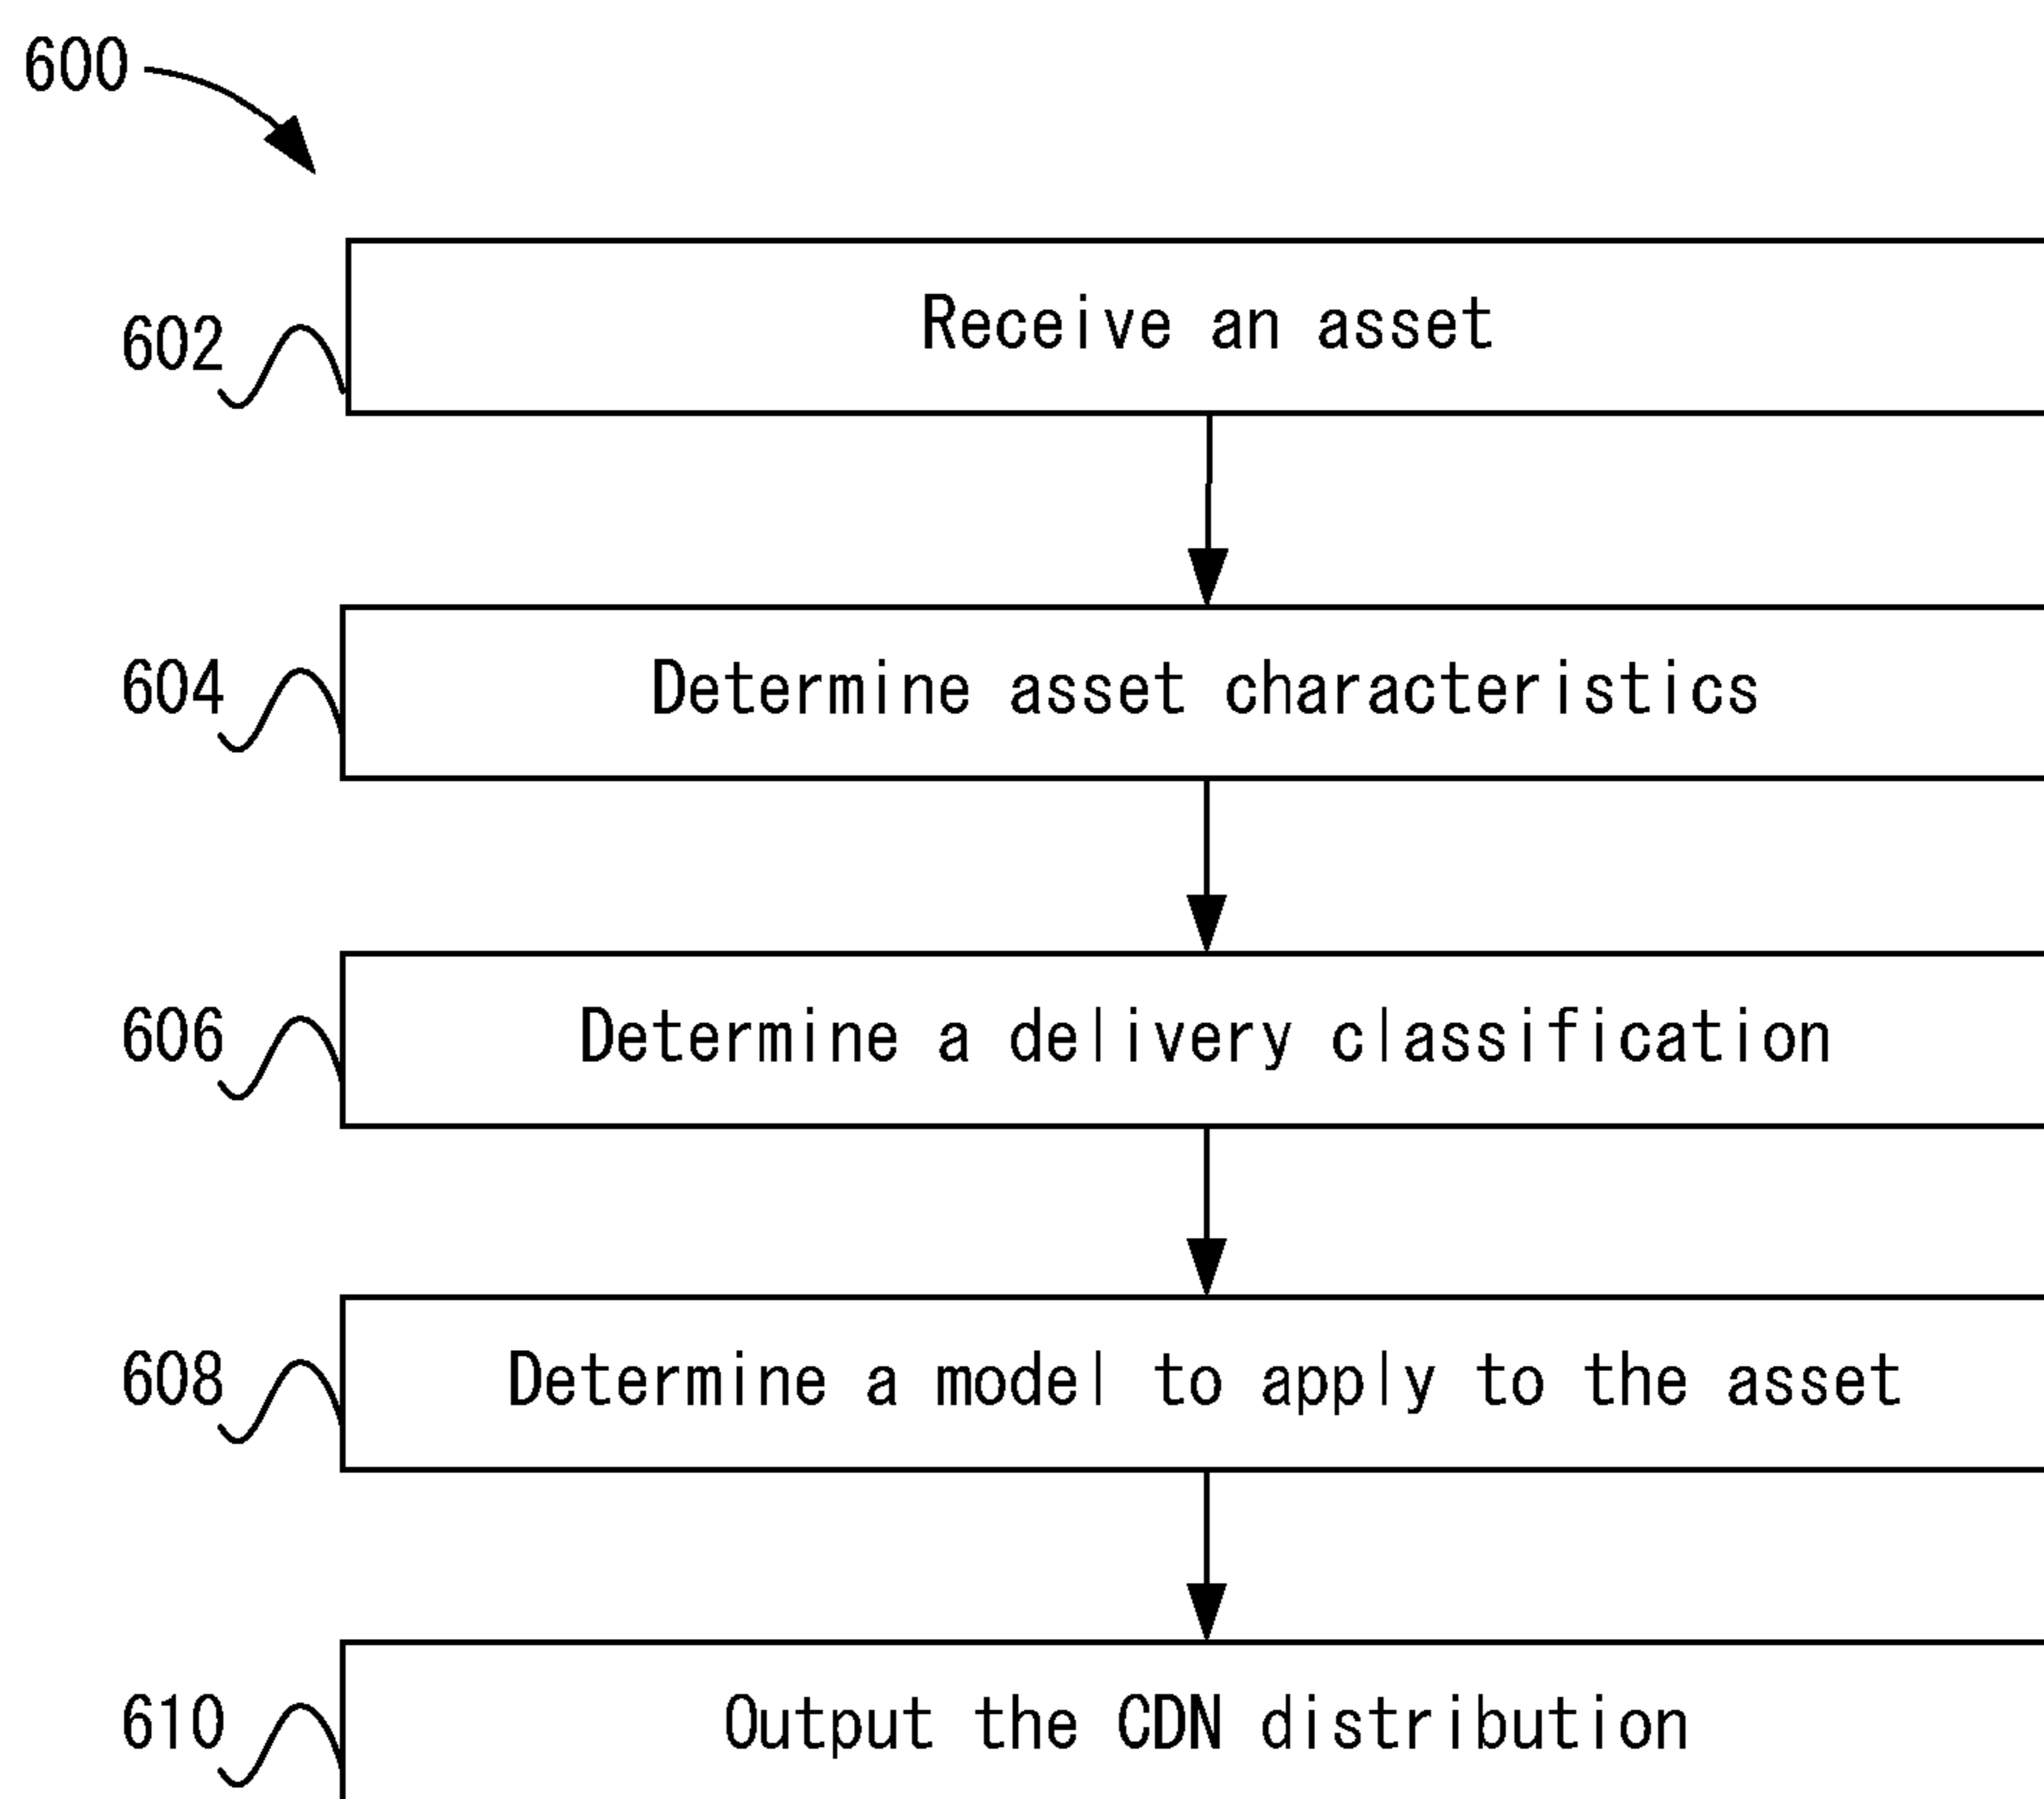 600
602
Receive an asset
604
Determine asset characteristics
606
Determine a delivery classification
608
Determine a model to apply to the asset
610
Output the CDN distribution